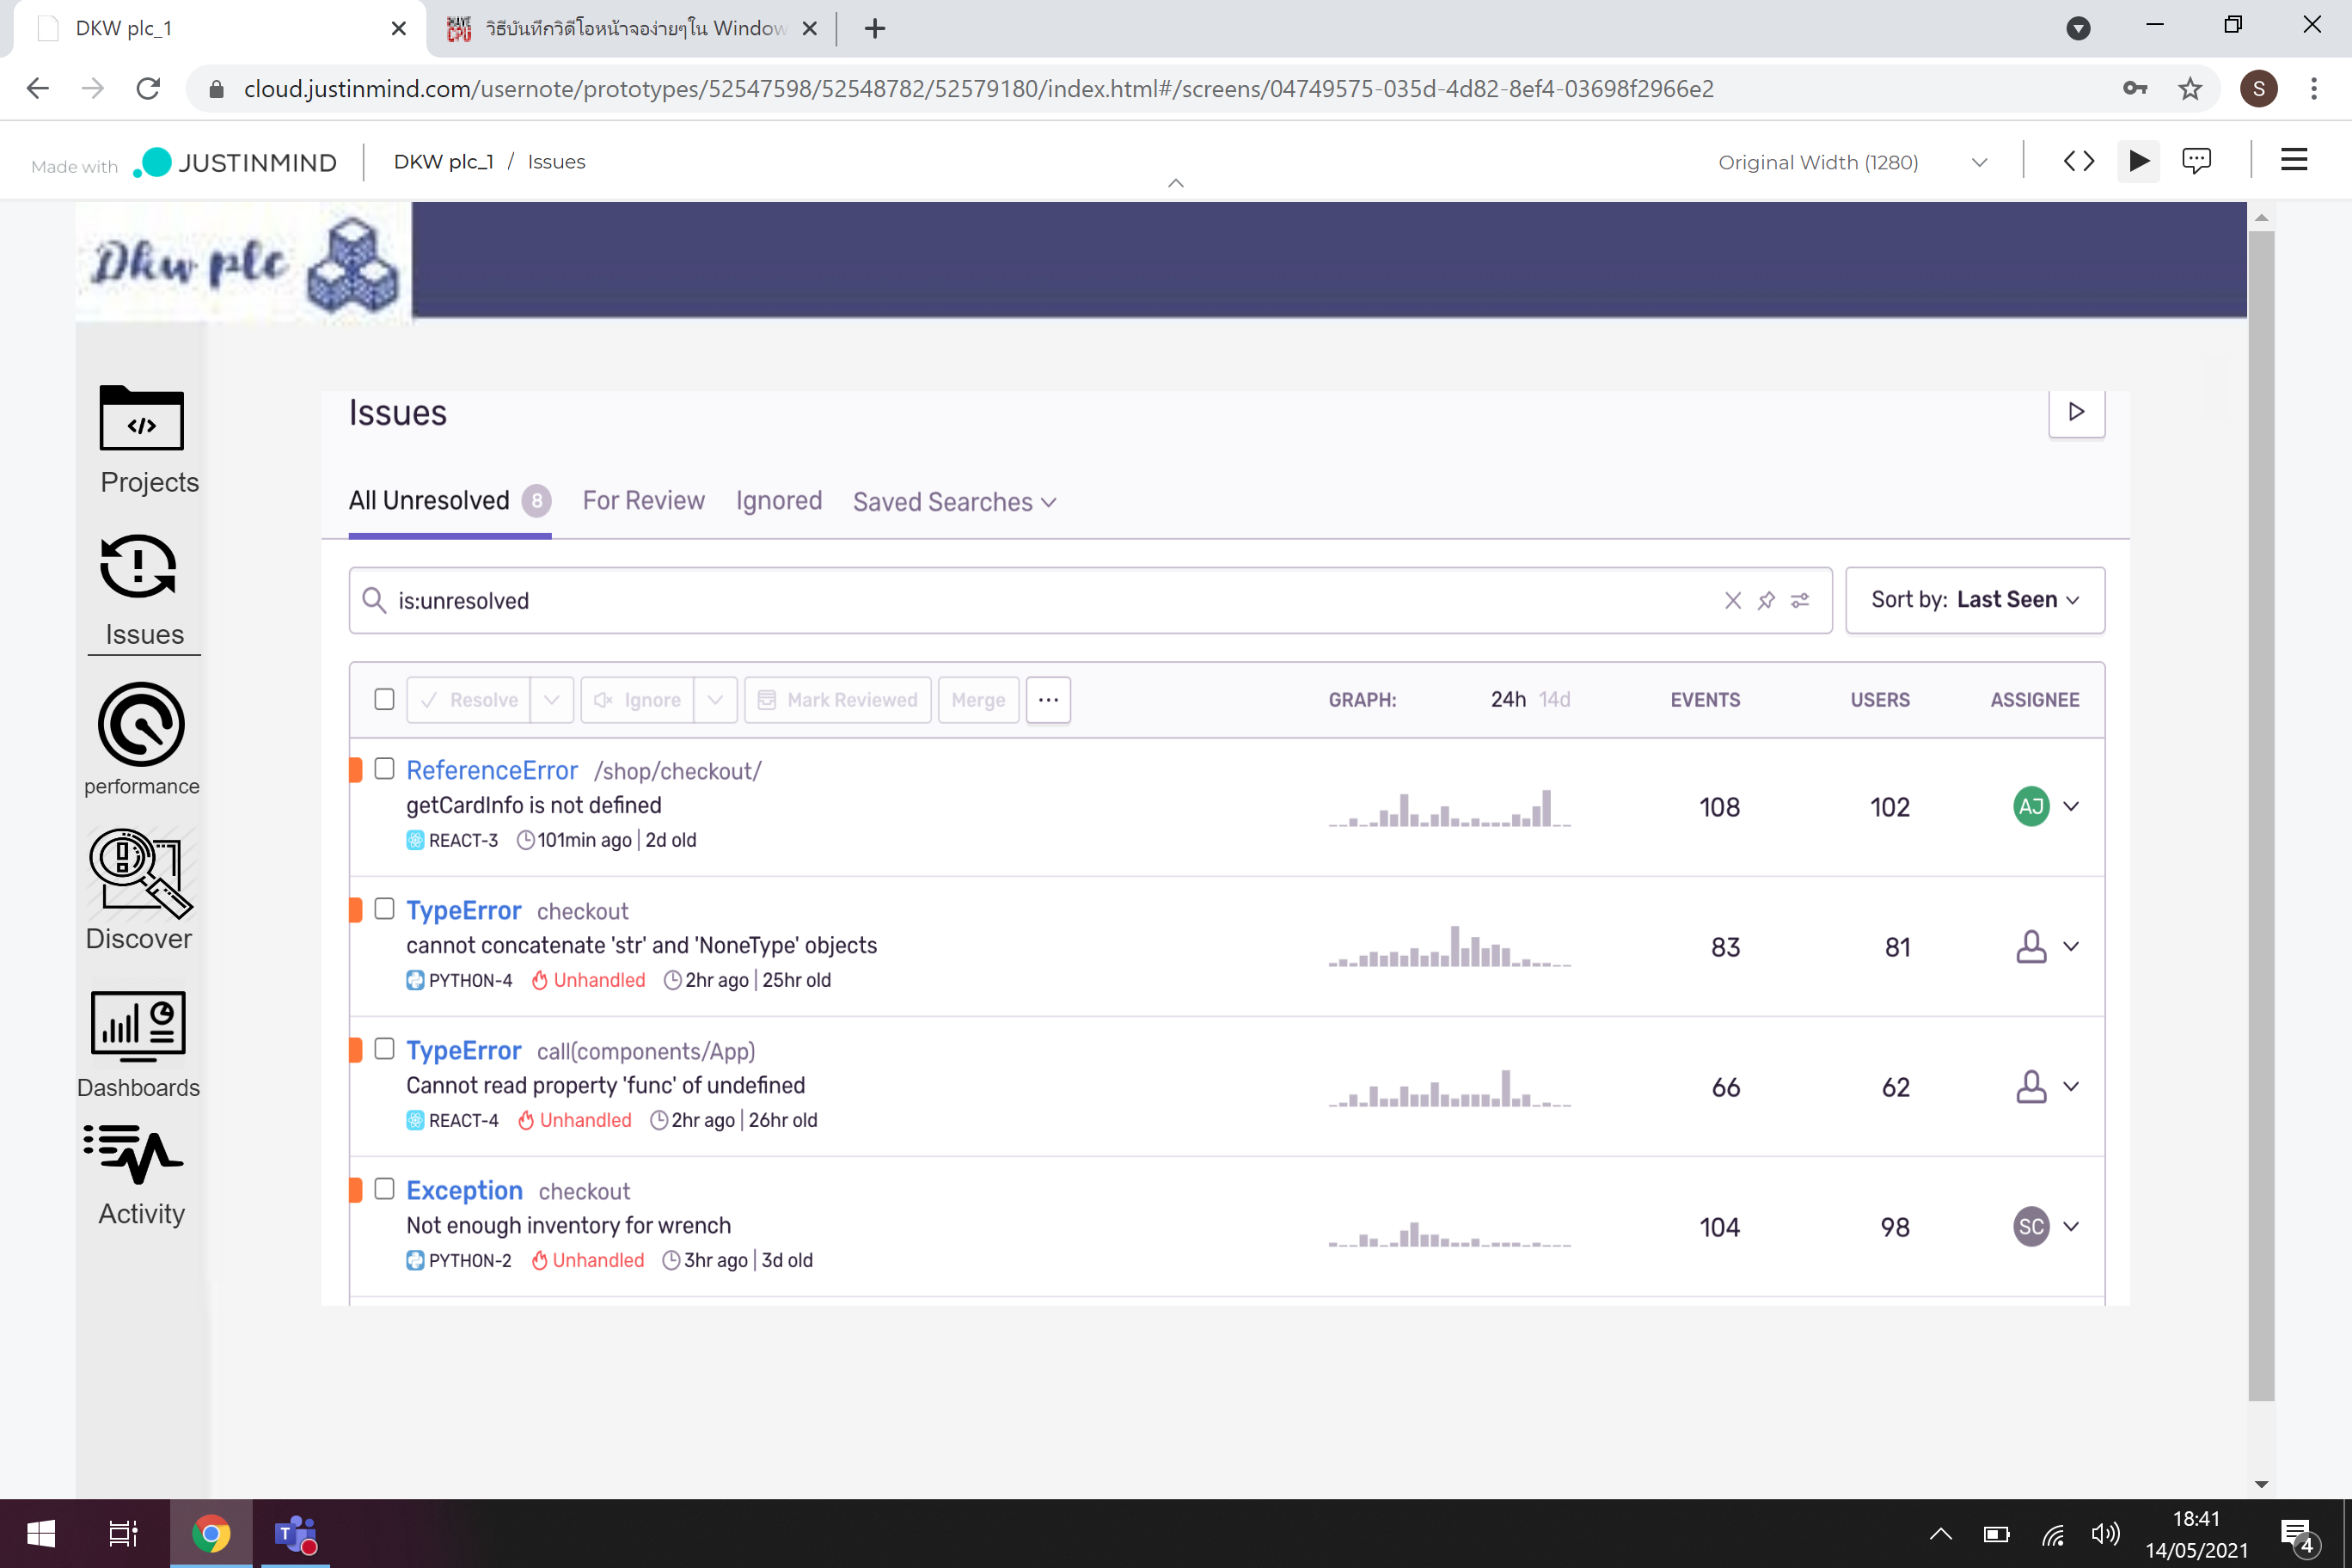 DKW plc_1
วิธีบันทึกวิดีโอหน้าจอง่ายๆใน Window
cloud.justinmind.com/usernote/prototypes/52547598/52548782/52579180/index.html#/screens/04749575-035d-4d82-8ef4-03698f2966e2
S
Made with JUSTINMIND
DKW plc_1 / Issues
Original Width (1280)
Dkw plc
Projects
Issues
performance
Discover
Dashboards
Activity
Issues
All Unresolved 8 For Review Ignored Saved Searches
is:unresolved
Sort by: Last Seen
Resolve Ignore Mark Reviewed Merge ... GRAPH: 24h 14d EVENTS USERS ASSIGNEE
ReferenceError /shop/checkout/
getCardInfo is not defined
REACT-3 101min ago | 2d old
108 102 AJ
TypeError checkout
cannot concatenate 'str' and 'NoneType' objects
PYTHON-4 Unhandled 2hr ago | 25hr old
83 81
TypeError call(components/App)
Cannot read property 'func' of undefined
REACT-4 Unhandled 2hr ago | 26hr old
66 62
Exception checkout
Not enough inventory for wrench
PYTHON-2 Unhandled 3hr ago | 3d old
104 98 SC
T
18:41
14/05/2021
4